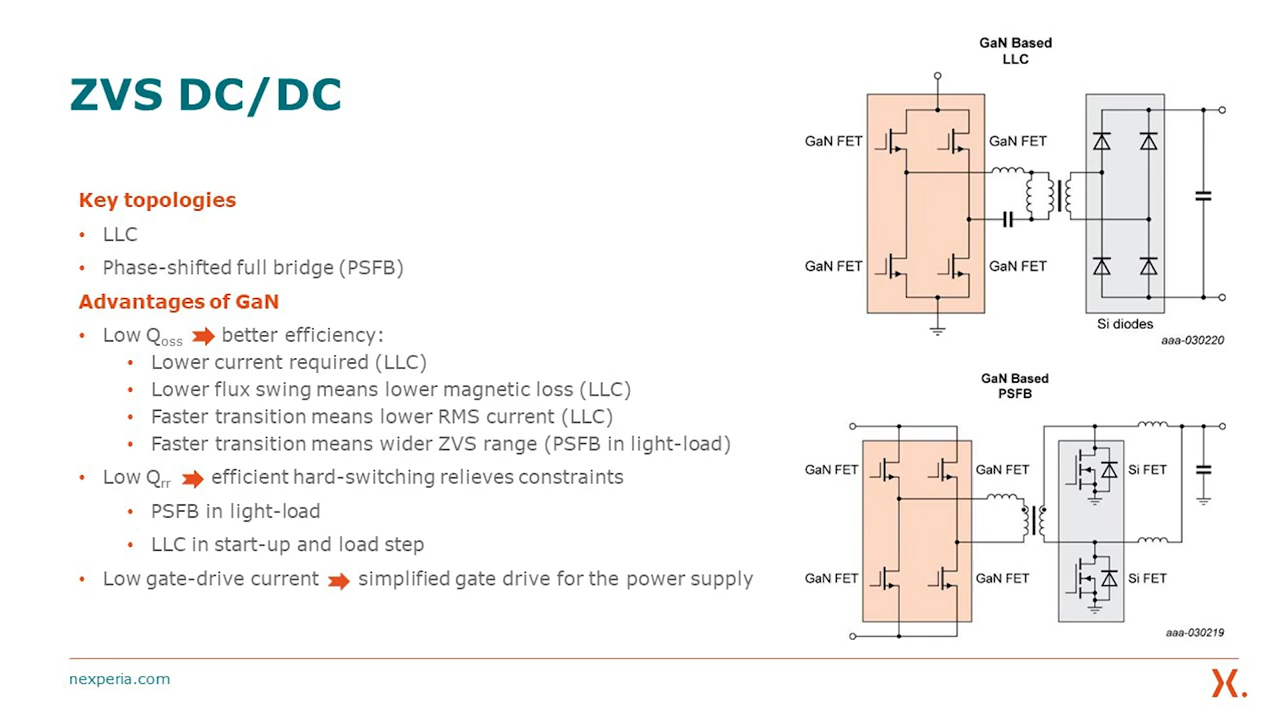 ZVS DC/DC
Key topologies
• LLC
• Phase-shifted full bridge (PSFB)
Advantages of GaN
• Low Qoss → better efficiency:
• Lower current required (LLC)
• Lower flux swing means lower magnetic loss (LLC)
• Faster transition means lower RMS current (LLC)
• Faster transition means wider ZVS range (PSFB in light-load)
• Low Qrr → efficient hard-switching relieves constraints
• PSFB in light-load
• LLC in start-up and load step
• Low gate-drive current → simplified gate drive for the power supply
GaN Based
LLC
GaN FET
GaN FET
GaN FET
GaN FET
Si diodes
aaa-030220
GaN Based
PSFB
GaN FET
GaN FET
Si FET
GaN FET
GaN FET
Si FET
aaa-030219
nexperia.com